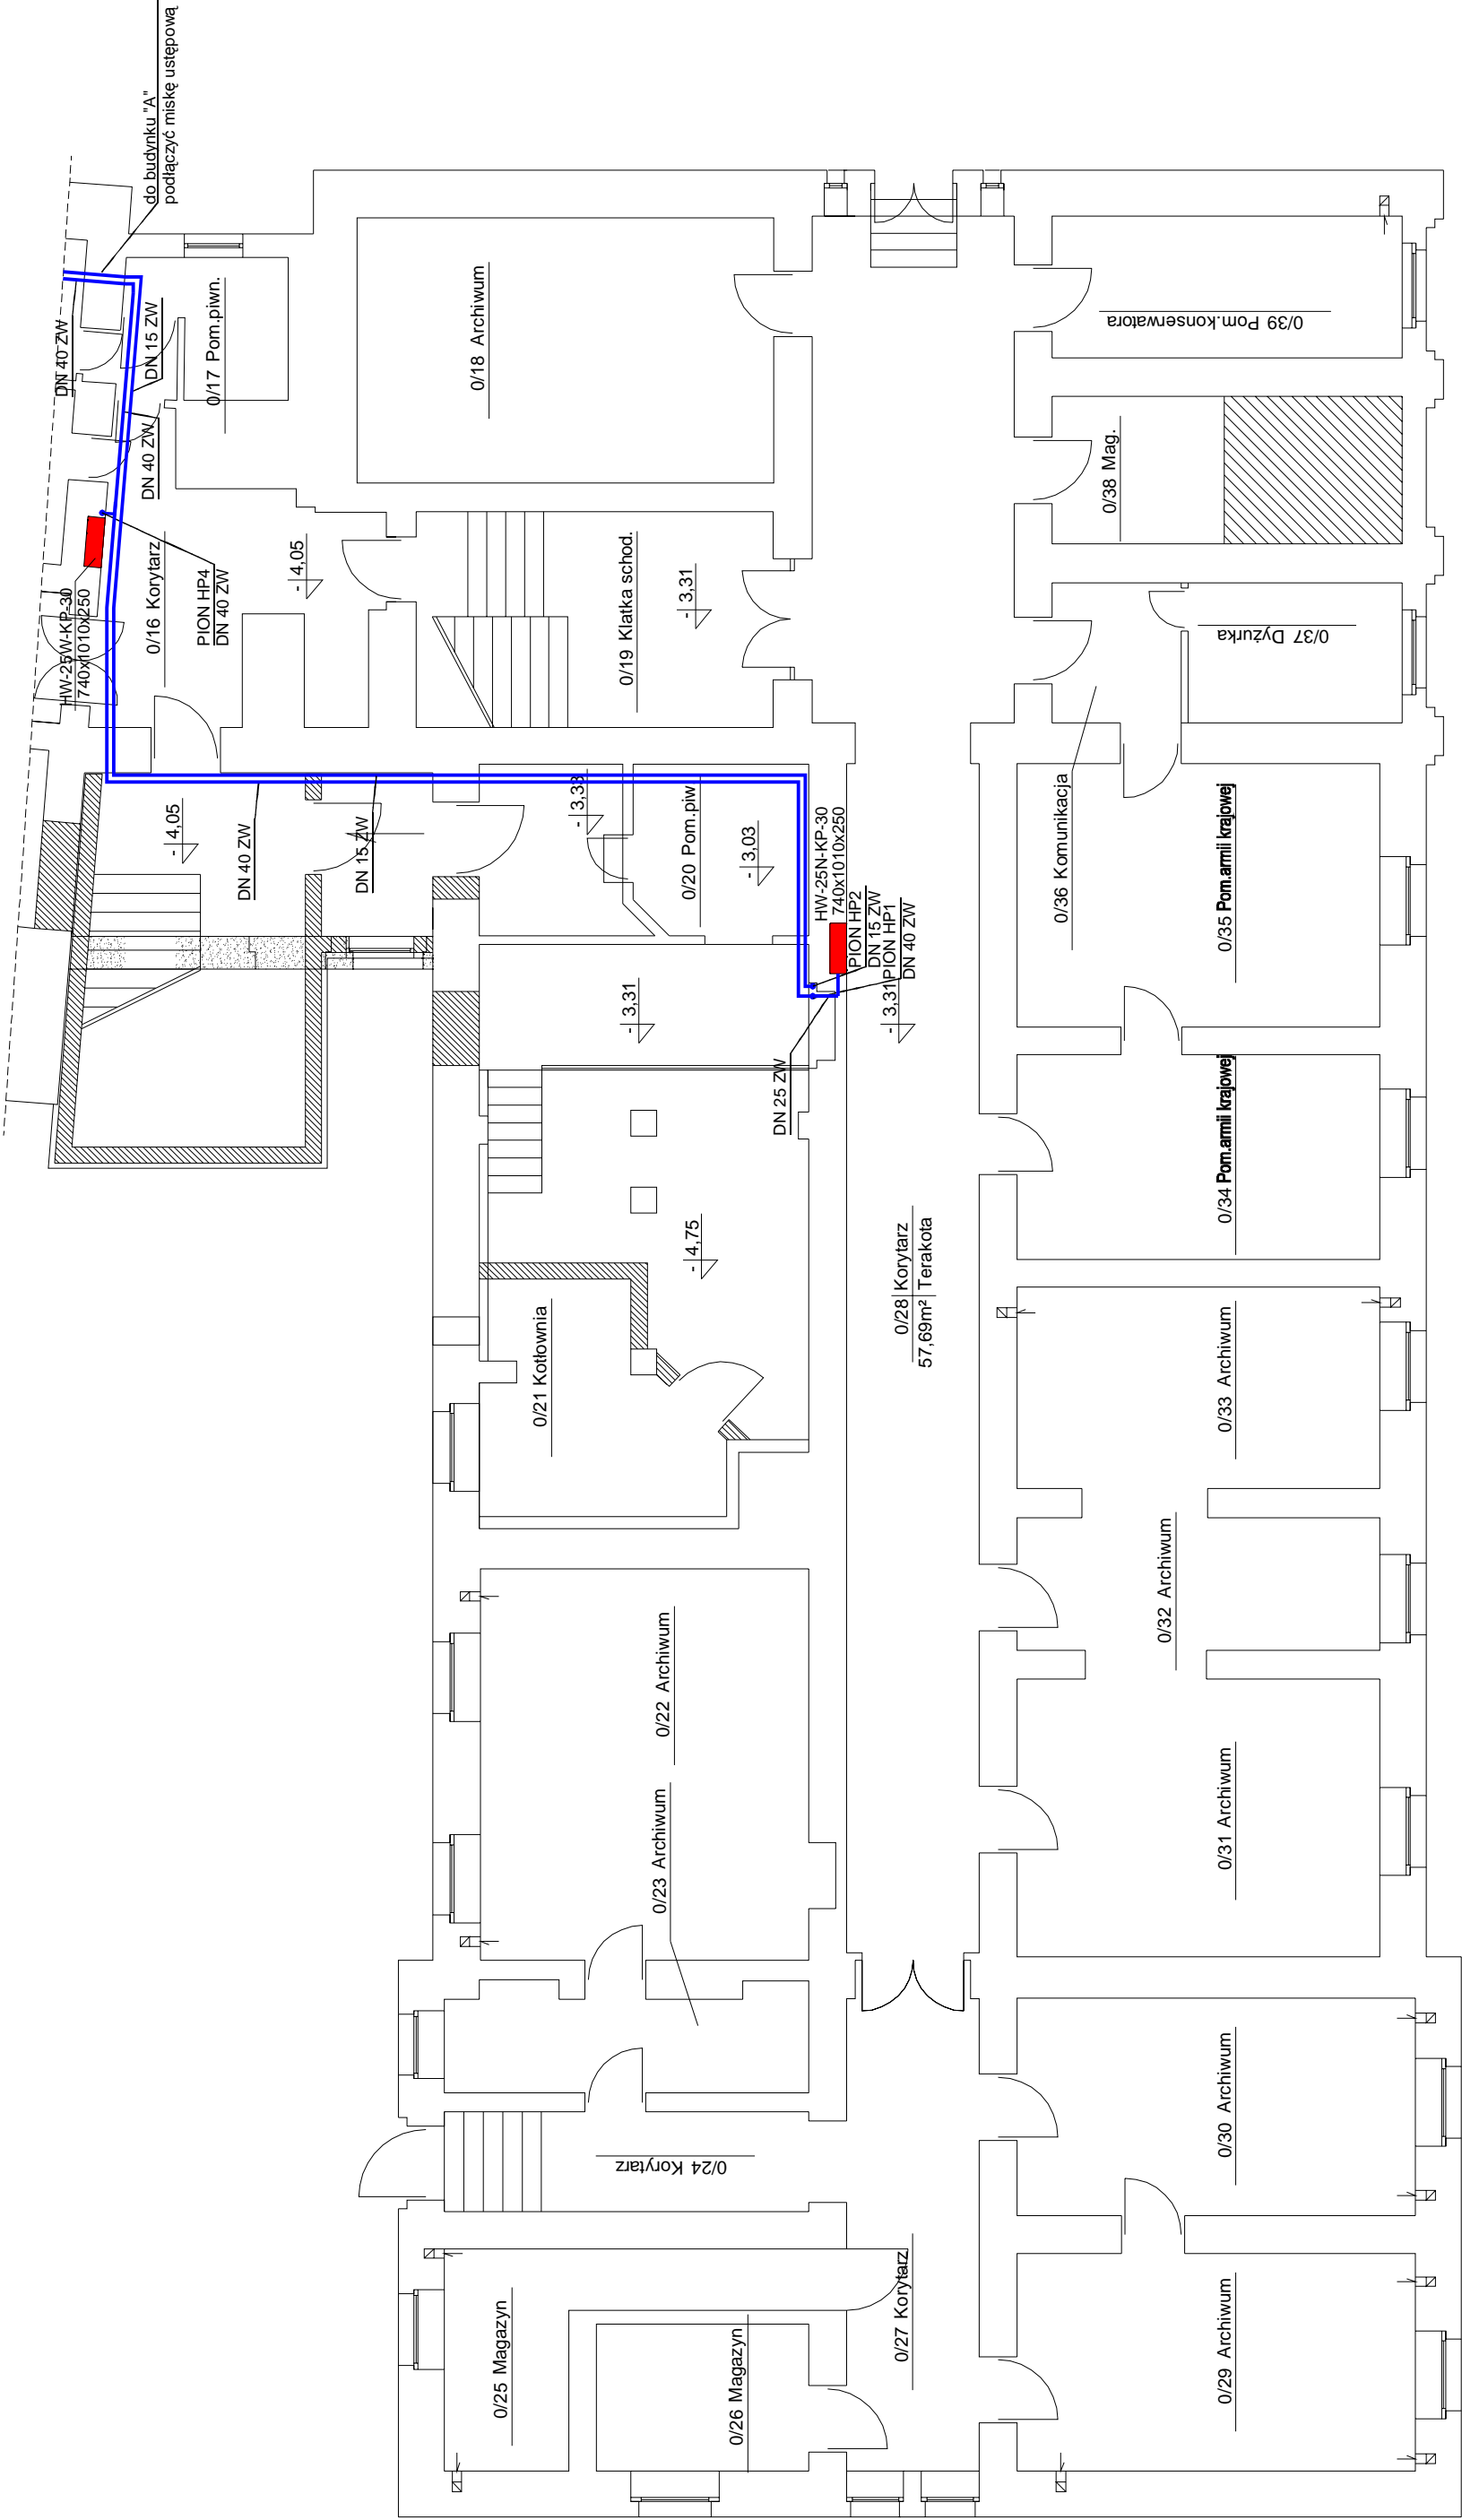 do budynku "A"
podłączyć miskę ustępową
DN 40 ZW
DN 15 ZW
DN 40 ZW
0/17 Pom.piwn.
0/18 Archiwum
HW-25W-KP-30
740x1010x250
0/16 Korytarz
PION HP4
DN 40 ZW
- 4,05
0/19 Klatka schod.
- 3,31
0/39 Pom.konserwatora
0/38 Mag.
0/37 Dyżurka
0/36 Komunikacja
- 4,05
DN 40 ZW
DN 15 ZW
- 3,33
0/20 Pom.piw
- 3,03
HW-25N-KP-30
740x1010x250
PION HP2
DN 15 ZW
PION HP1
DN 40 ZW
- 3,31
- 3,31
DN 25 ZW
0/35 Pom.armii krajowej
0/34 Pom.armii krajowej
- 4,75
0/21 Kotłownia
0/28 Korytarz
57,69m² Terakota
0/33 Archiwum
0/32 Archiwum
0/22 Archiwum
0/23 Archiwum
0/31 Archiwum
0/24 Korytarz
0/30 Archiwum
0/25 Magazyn
0/26 Magazyn
0/27 Korytarz
0/29 Archiwum